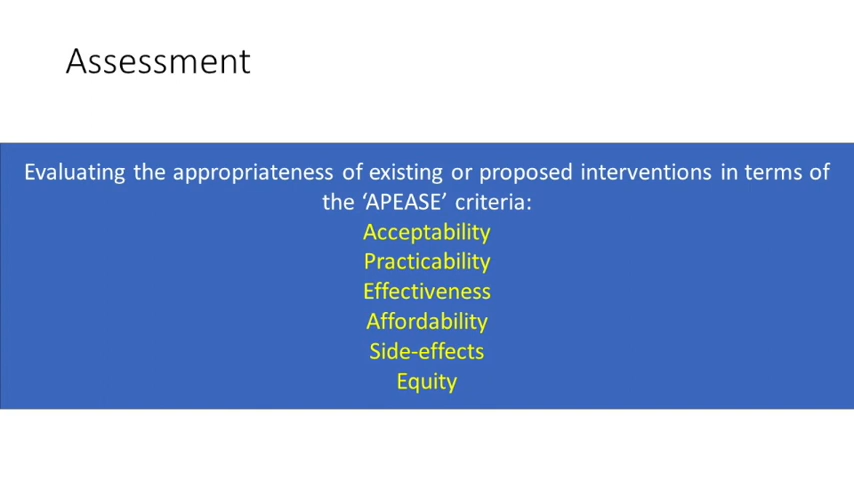 Assessment
Evaluating the appropriateness of existing or proposed interventions in terms of
the ‘APEASE’ criteria:
Acceptability
Practicability
Effectiveness
Affordability
Side-effects
Equity